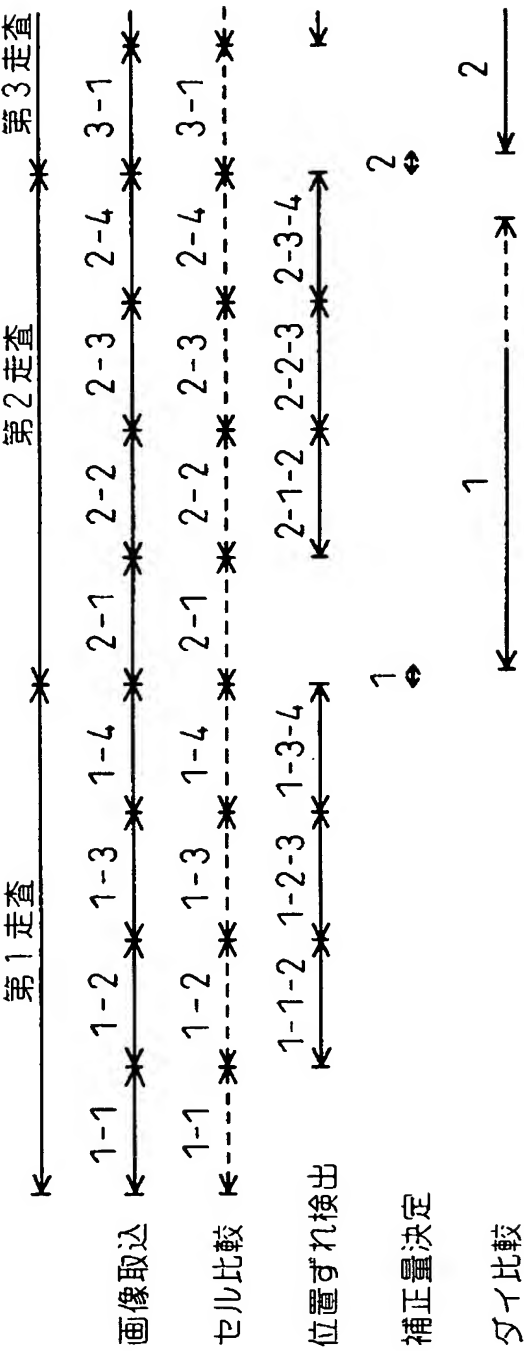 第1走査 第2走査 第3走査
画像取込 1-1 1-2 1-3 1-4 2-1 2-2 2-3 2-4 3-1
セル比較 1-1 1-2 1-3 1-4 2-1 2-2 2-3 2-4 3-1
位置ずれ検出 1-1-2 1-2-3 1-3-4 2-1-2 2-2-3 2-3-4
補正量決定 1 2
ダイ比較 1 2